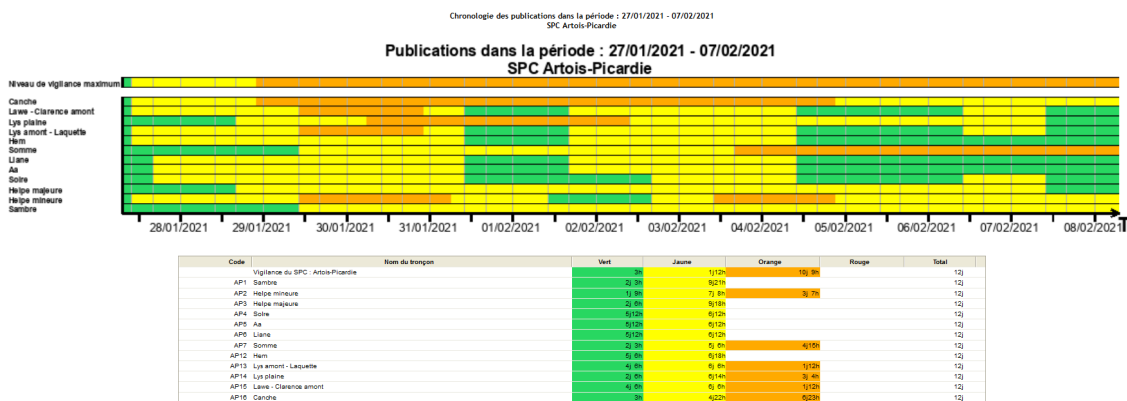 Chronologie des publications dans la période : 27/01/2021 - 07/02/2021
SPC Artois-Picardie
Publications dans la période : 27/01/2021 - 07/02/2021
SPC Artois-Picardie
Niveau de vigilance maximum
Canche
Lawe - Clarence amont
Lys plaine
Lys amont - Laquette
Hem
Somme
Liane
Aa
Solre
Helpe majeure
Helpe mineure
Sambre
28/01/2021 29/01/2021 30/01/2021 31/01/2021 01/02/2021 02/02/2021 03/02/2021 04/02/2021 05/02/2021 06/02/2021 07/02/2021 08/02/2021 T
Code Nom du tronçon Vert Jaune Orange Rouge Total
Vigilance du SPC : Artois-Picardie 3h 1j12h 10j 9h 12j
AP1 Sambre 2j 3h 9j21h 12j
AP2 Helpe mineure 1j 9h 7j 8h 3j 7h 12j
AP3 Helpe majeure 2j 6h 9j18h 12j
AP4 Solre 5j12h 6j12h 12j
AP5 Aa 5j12h 6j12h 12j
AP6 Liane 5j12h 6j12h 12j
AP7 Somme 2j 3h 5j 6h 4j15h 12j
AP12 Hem 5j 6h 6j18h 12j
AP13 Lys amont - Laquette 4j 6h 6j 6h 1j12h 12j
AP14 Lys plaine 2j 6h 6j14h 3j 4h 12j
AP15 Lawe - Clarence amont 4j 6h 6j 6h 1j12h 12j
AP16 Canche 3h 4j22h 6j23h 12j